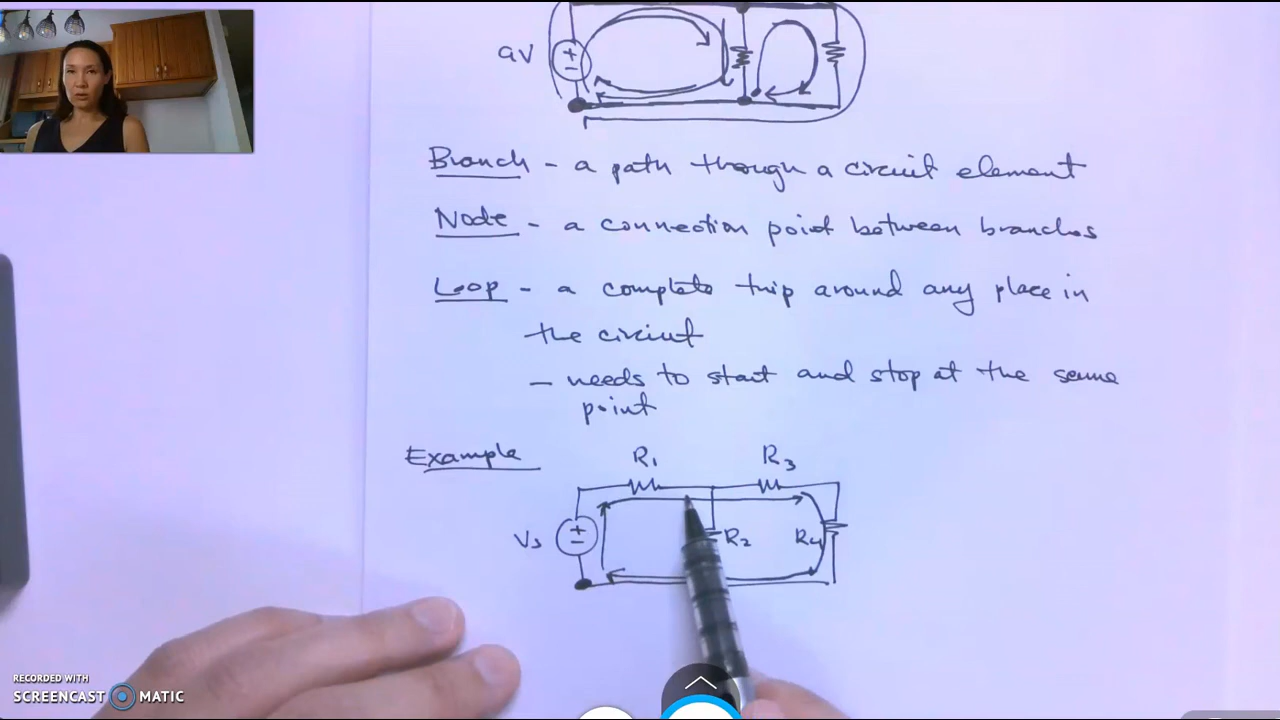 9V
Branch - a path through a circuit element
Node - a connection point between branches
Loop - a complete trip around any place in
the circuit
- needs to start and stop at the same
point
Example
R1 R3
Vs R2 R4
RECORDED WITH
SCREENCAST MATIC